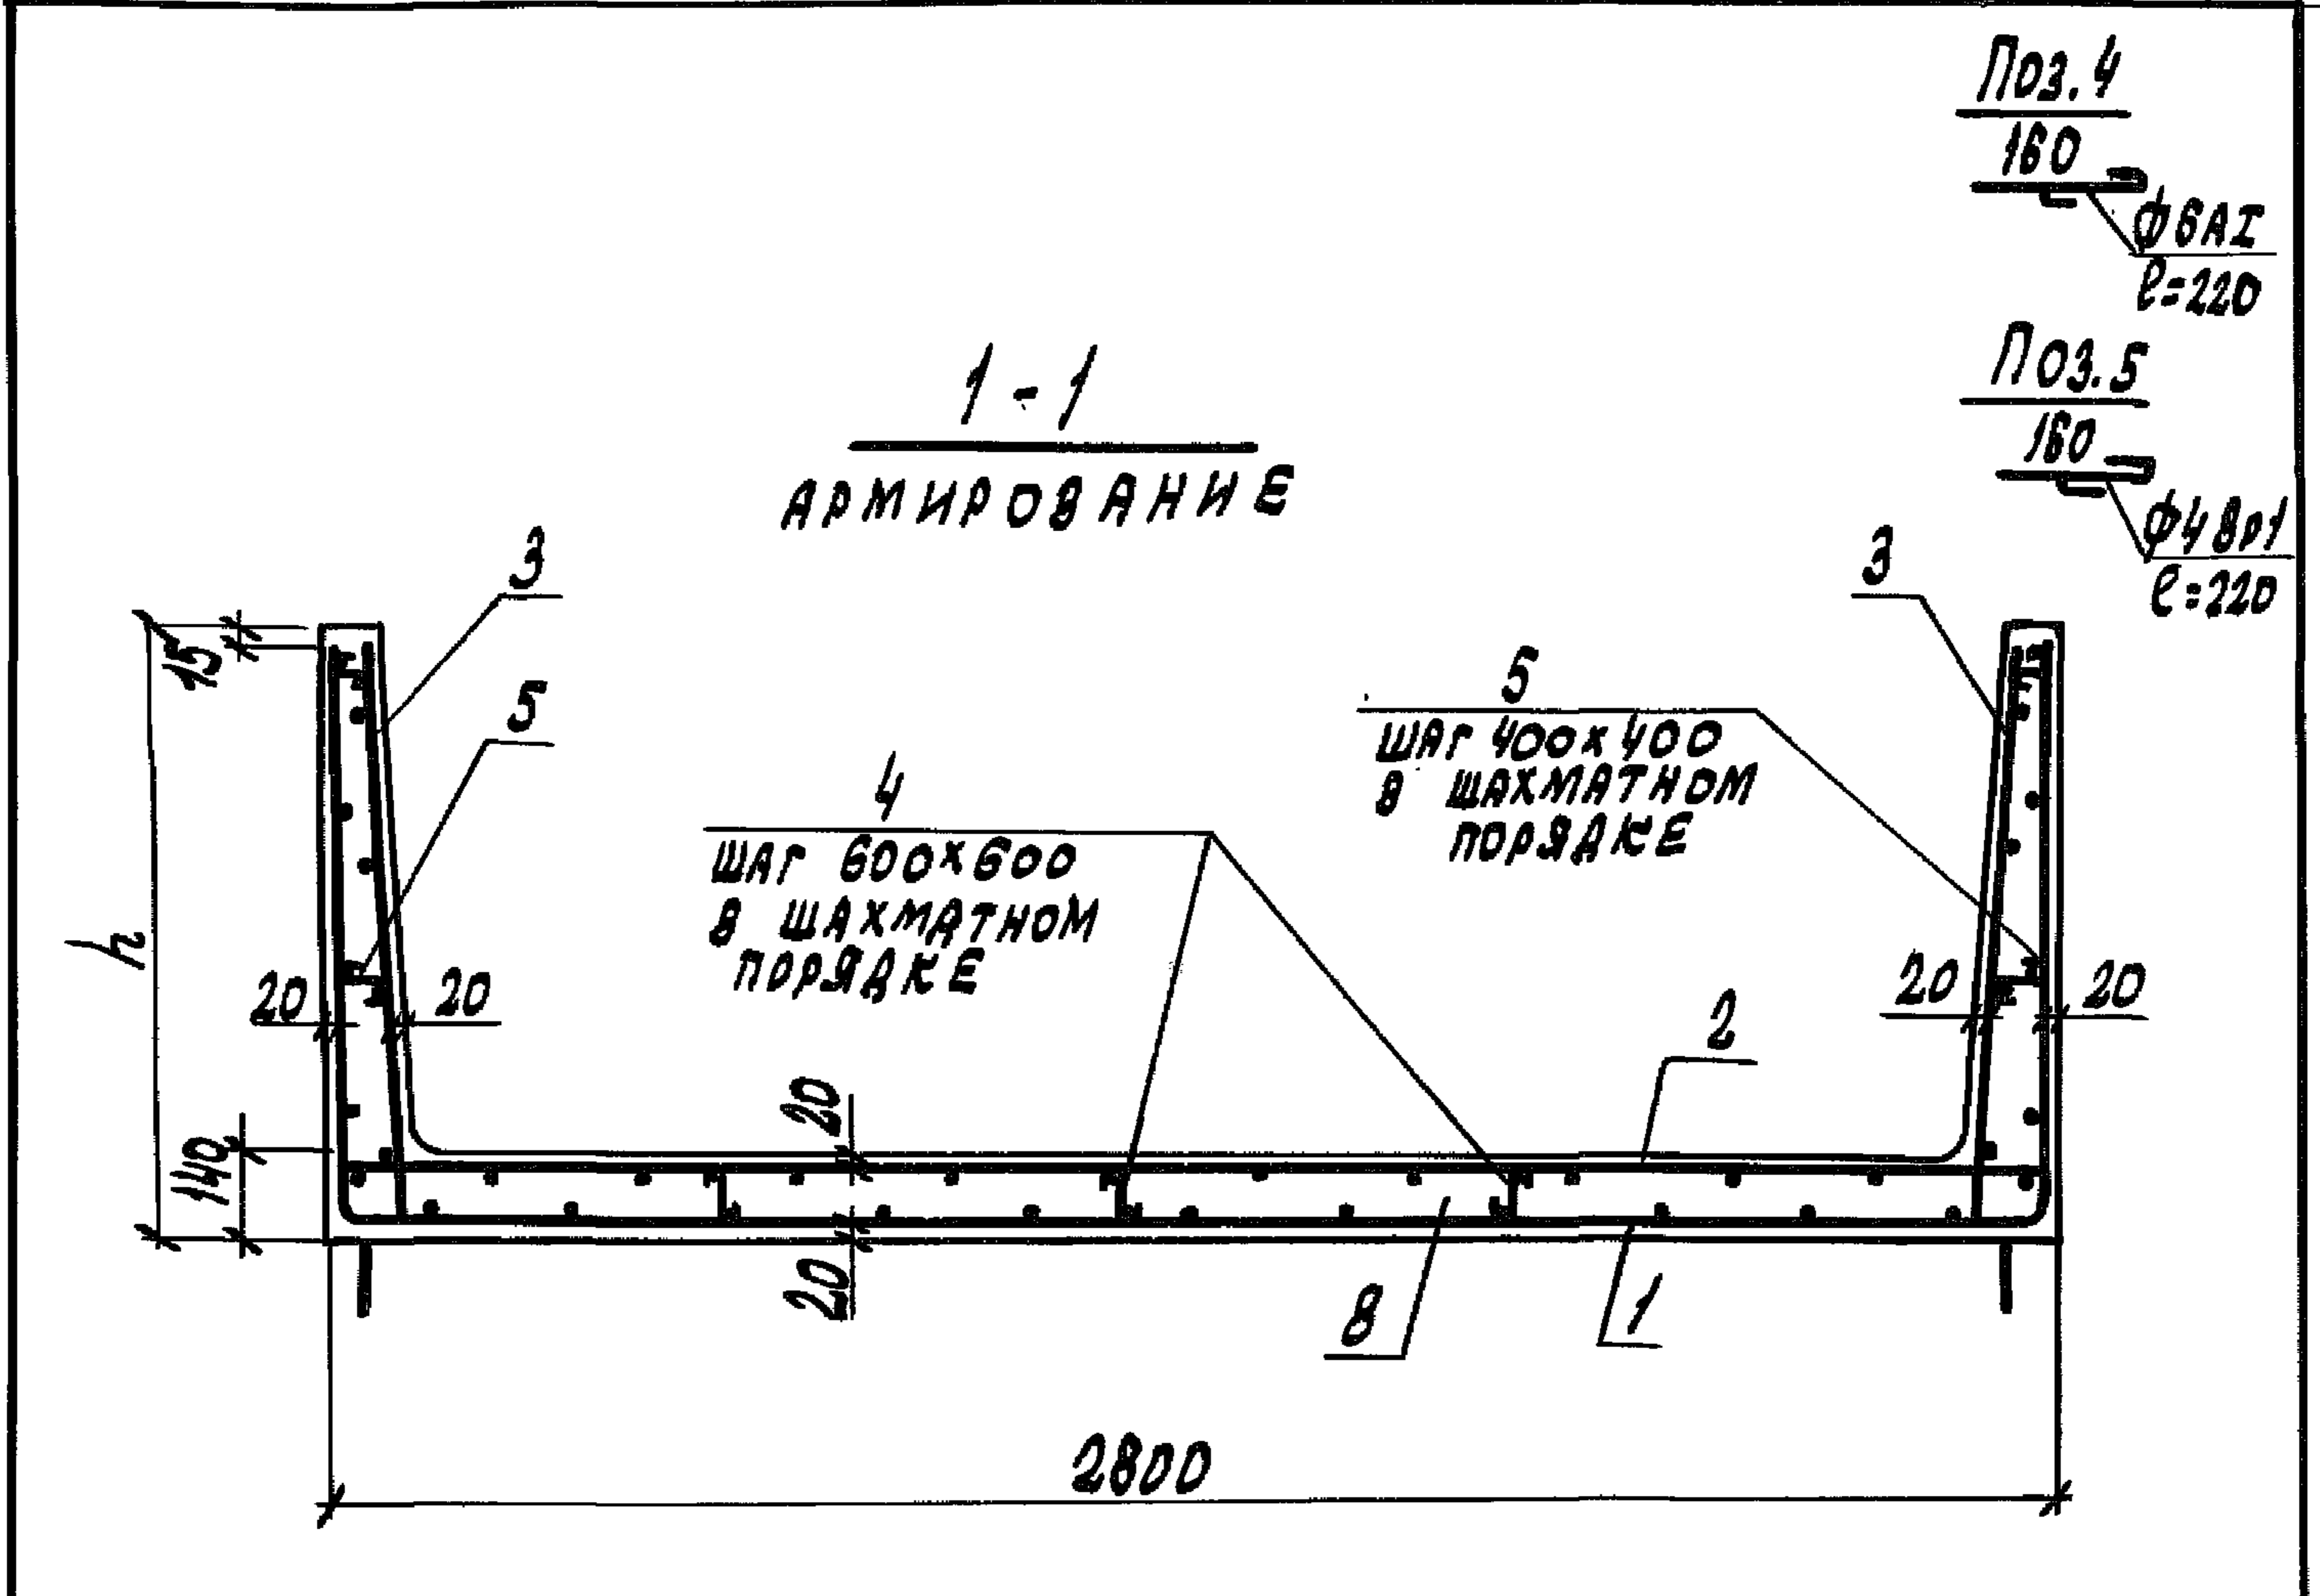 Поз.4
160
ф6АI
ℓ=220
Поз.5
160
ф4Вр1
ℓ=220
1-1
АРМИРОВАНИЕ
3
3
15
5
5
ШАГ 400х400
В ШАХМАТНОМ
ПОРЯДКЕ
4
ШАГ 600х600
В ШАХМАТНОМ
ПОРЯДКЕ
h
20
20
20
20
2
20
140
20
8
1
2800